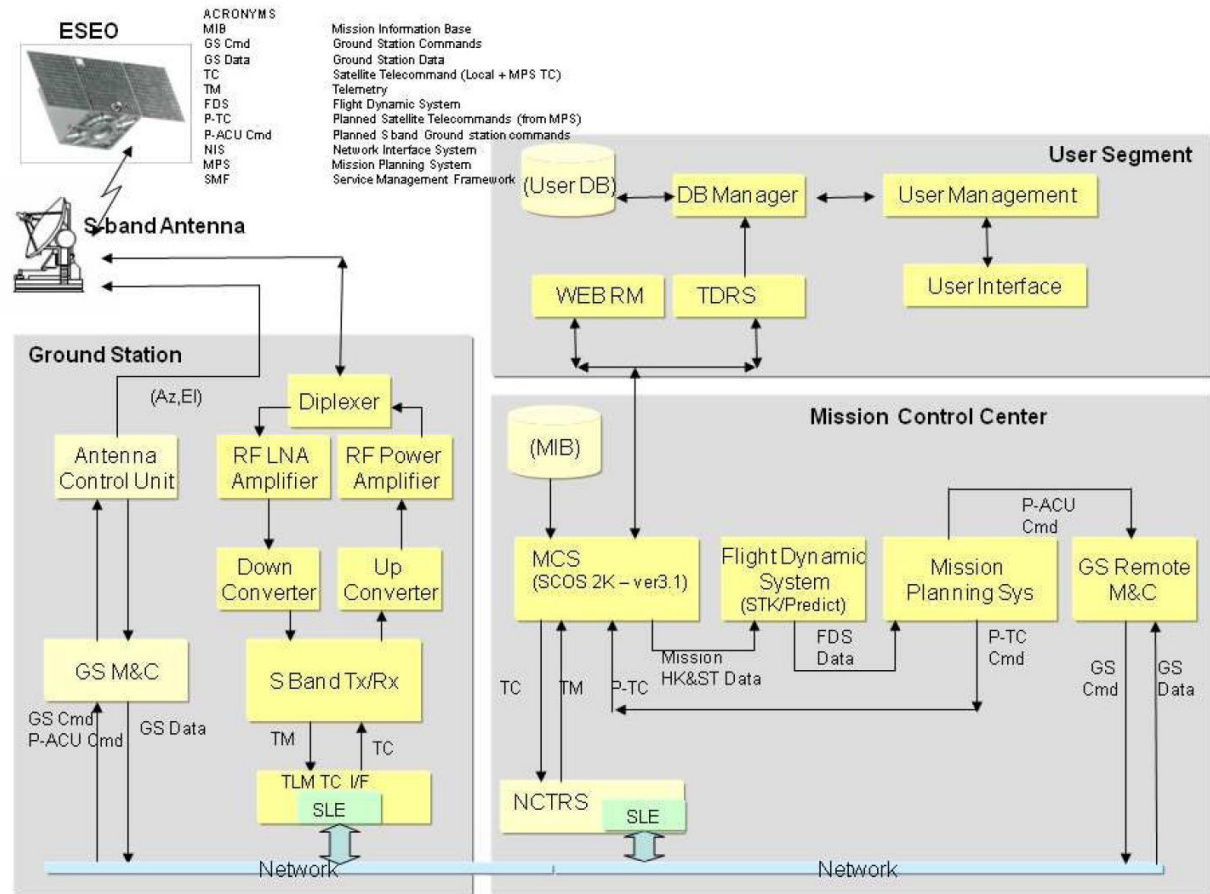 ESEO
ACRONYMS
MIB Mission Information Base
GS Cmd Ground Station Commands
GS Data Ground Station Data
TC Satellite Telecommand (Local + MPS TC)
TM Telemetry
FDS Flight Dynamic System
P-TC Planned Satellite Telecommands (from MPS)
P-ACU Cmd Planned S band Ground station commands
NIS Network Interface System
MPS Mission Planning System
SMF Service Management Framework
S-band Antenna
User Segment
(User DB)
DB Manager
User Management
WEB RM
TDRS
User Interface
Ground Station
(Az,El)
Diplexer
Antenna
Control Unit
RF LNA
Amplifier
RF Power
Amplifier
Down
Converter
Up
Converter
GS M&C
S Band Tx/Rx
GS Cmd
P-ACU Cmd
GS Data
TM
TC
TLM TC I/F
SLE
Network
Mission Control Center
(MIB)
P-ACU
Cmd
MCS
(SCOS 2K – ver3.1)
Flight Dynamic
System
(STK/Predict)
Mission
Planning Sys
GS Remote
M&C
FDS
Data
P-TC
Cmd
Mission
HK&ST Data
TC
TM
P-TC
GS
Cmd
GS
Data
NCTRS
SLE
Network